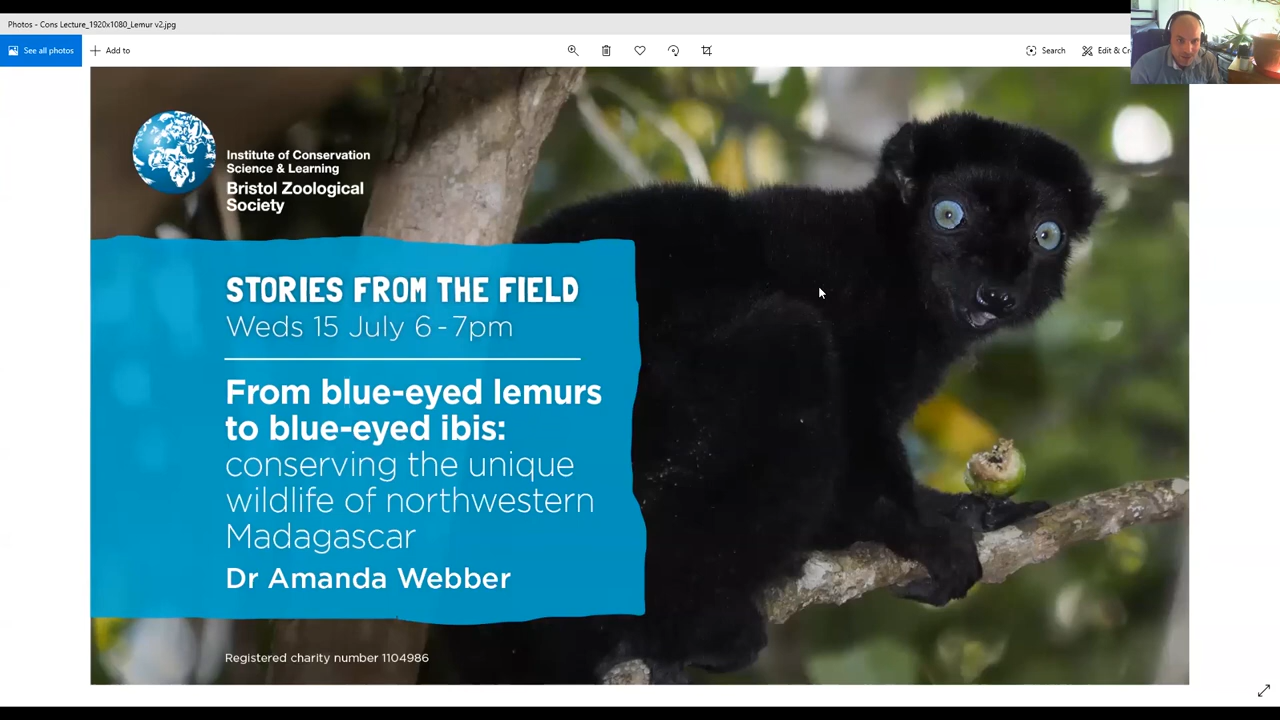 Photos - Cons Lecture_1920x1080_Lemur v2.jpg
See all photos
Add to
Search
Edit & Cr
Institute of Conservation
Science & Learning
Bristol Zoological
Society
STORIES FROM THE FIELD
Weds 15 July 6 - 7pm
From blue-eyed lemurs
to blue-eyed ibis:
conserving the unique
wildlife of northwestern
Madagascar
Dr Amanda Webber
Registered charity number 1104986